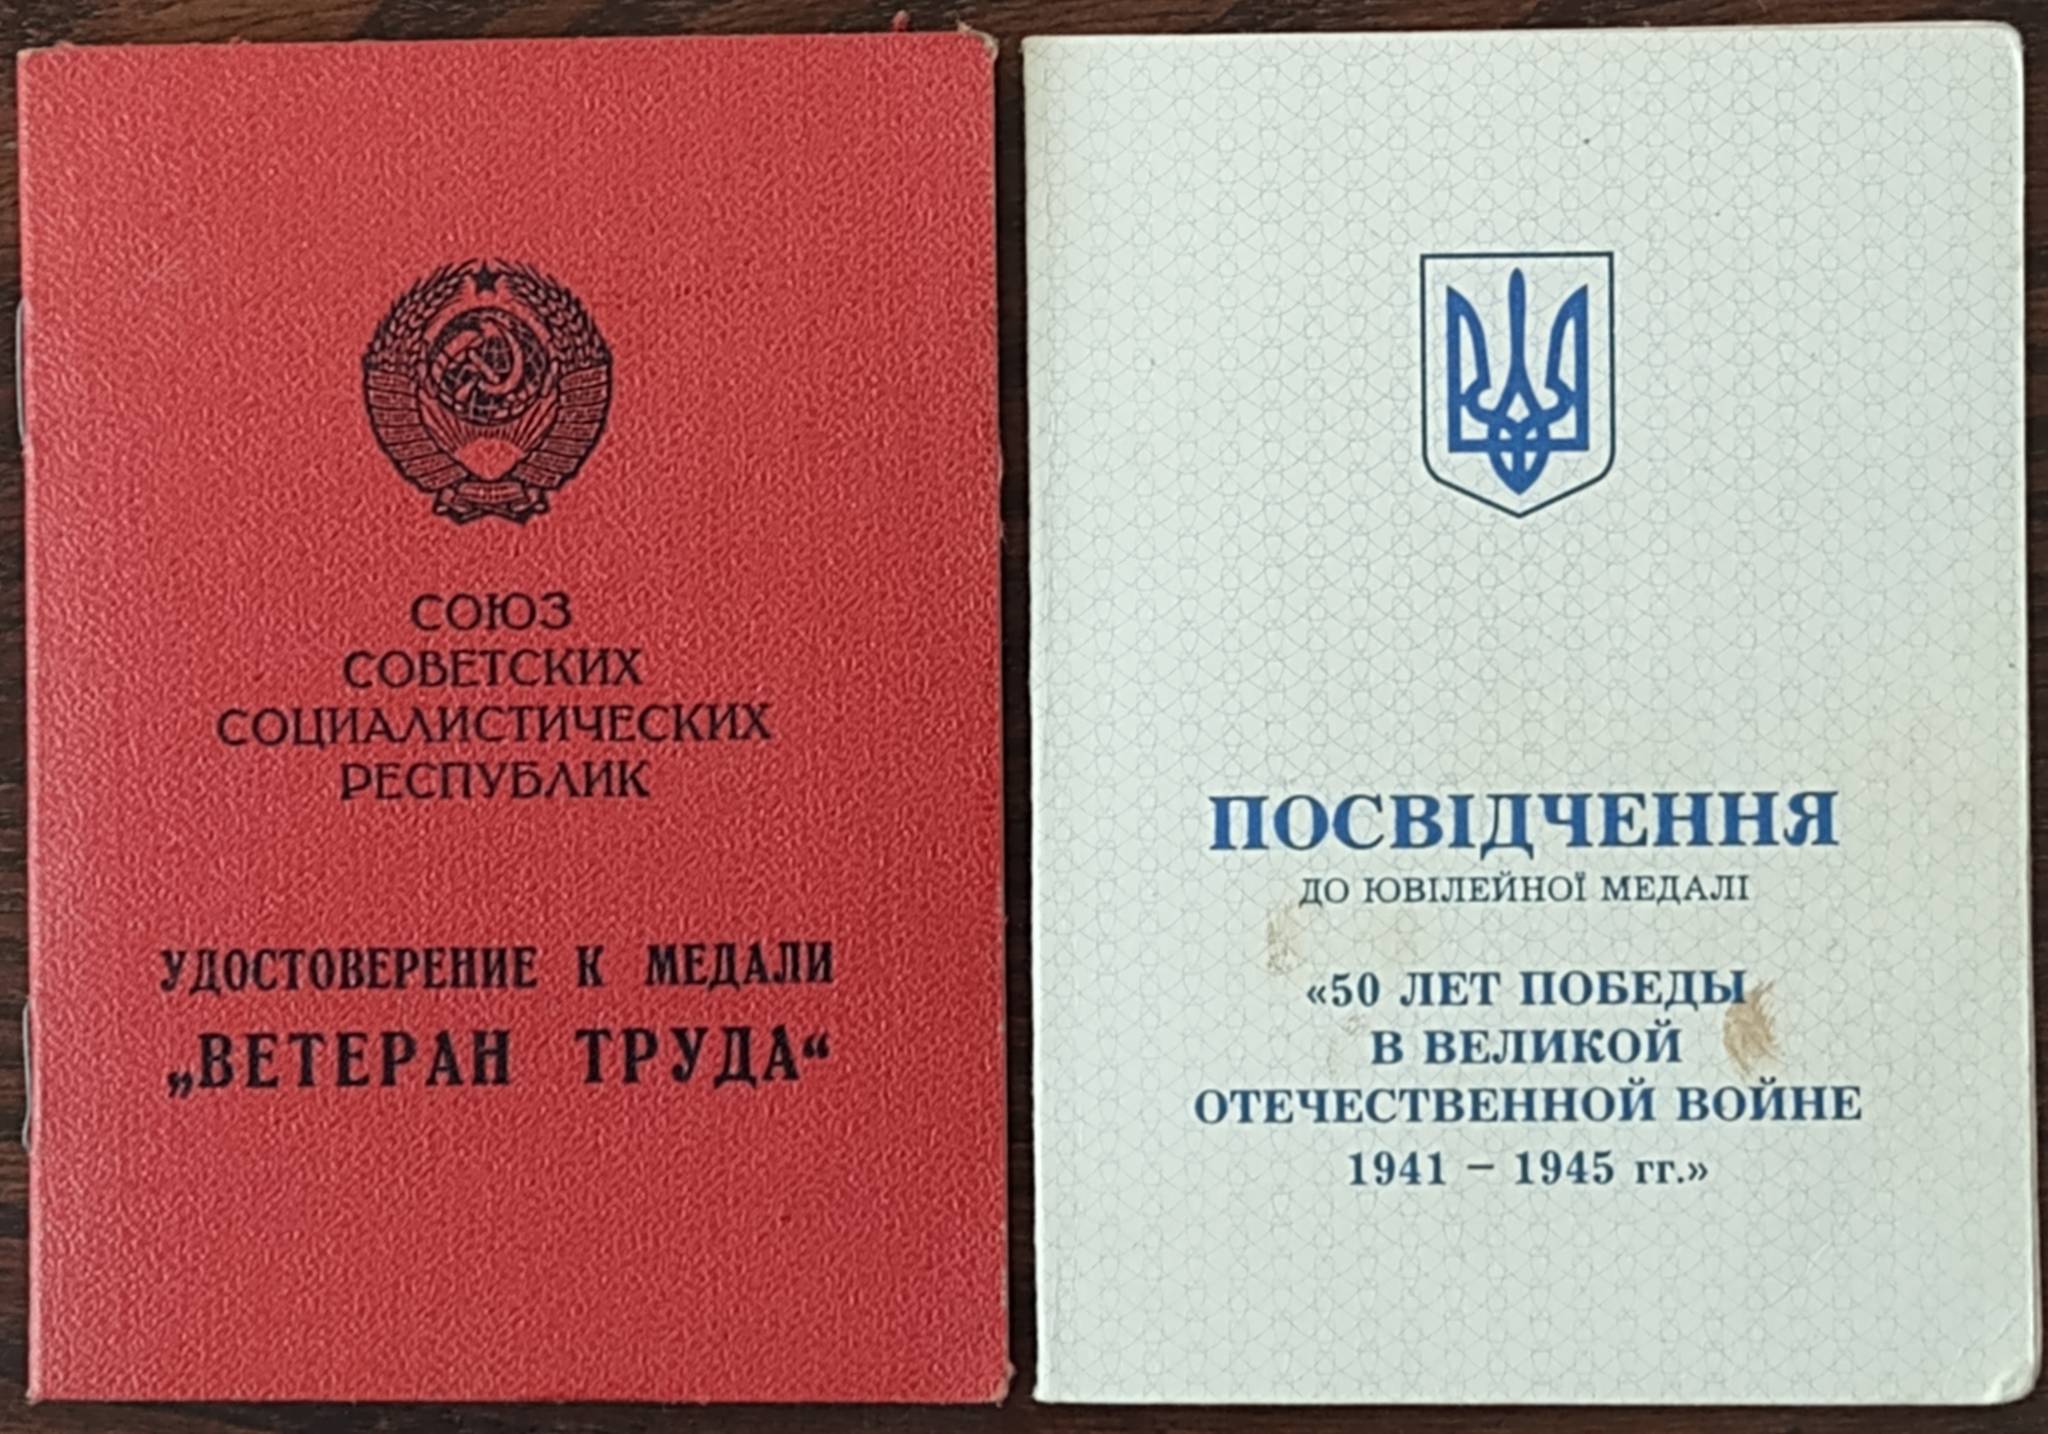 СОЮЗ
СОВЕТСКИХ
СОЦИАЛИСТИЧЕСКИХ
РЕСПУБЛИК
УДОСТОВЕРЕНИЕ К МЕДАЛИ
„ВЕТЕРАН ТРУДА“
ПОСВІДЧЕННЯ
ДО ЮВІЛЕЙНОЇ МЕДАЛІ
«50 ЛЕТ ПОБЕДЫ
В ВЕЛИКОЙ
ОТЕЧЕСТВЕННОЙ ВОЙНЕ
1941 – 1945 гг.»